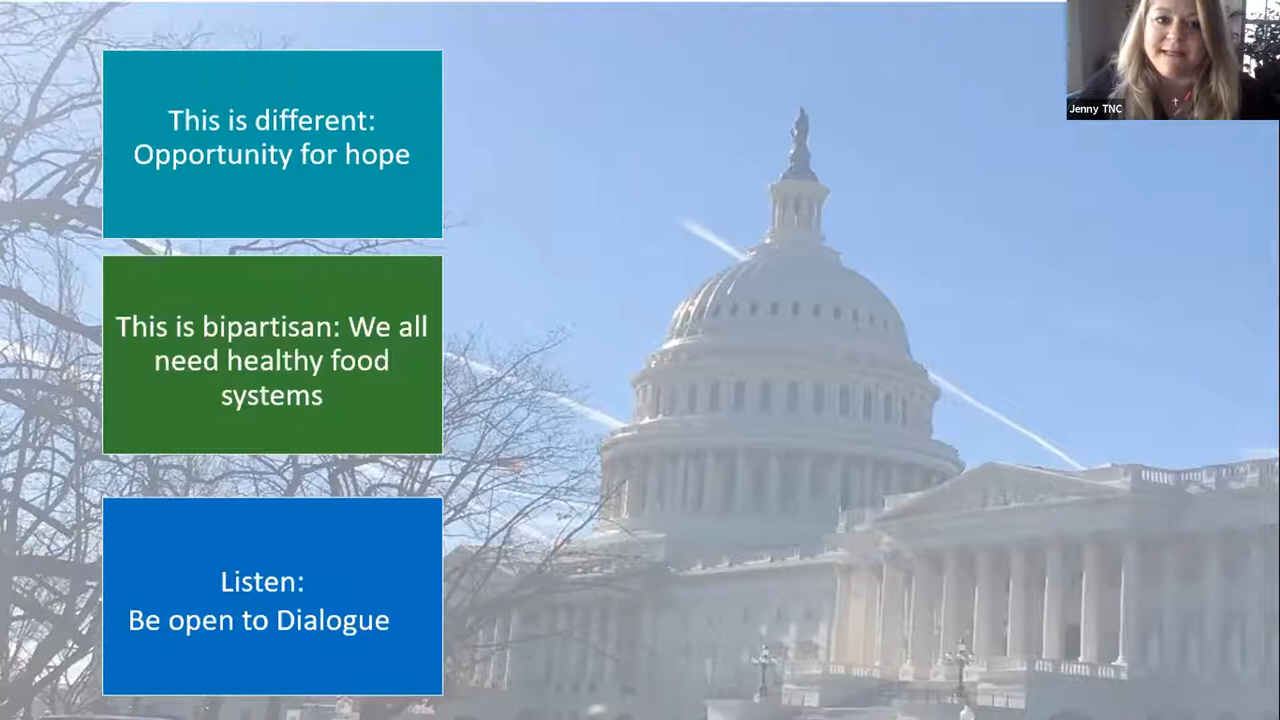 This is different:
Opportunity for hope
This is bipartisan: We all
need healthy food
systems
Listen:
Be open to Dialogue
Jenny TNC